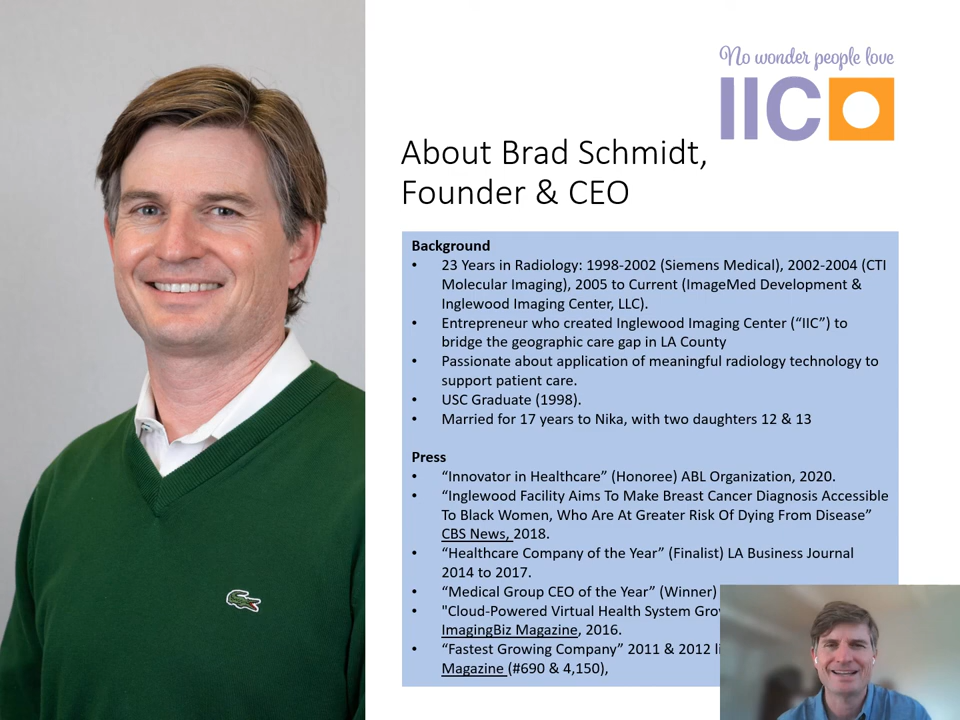 No wonder people love
IIC
About Brad Schmidt,
Founder & CEO
Background
• 23 Years in Radiology: 1998-2002 (Siemens Medical), 2002-2004 (CTI
Molecular Imaging), 2005 to Current (ImageMed Development &
Inglewood Imaging Center, LLC).
• Entrepreneur who created Inglewood Imaging Center (“IIC”) to
bridge the geographic care gap in LA County
• Passionate about application of meaningful radiology technology to
support patient care.
• USC Graduate (1998).
• Married for 17 years to Nika, with two daughters 12 & 13
Press
• “Innovator in Healthcare” (Honoree) ABL Organization, 2020.
• “Inglewood Facility Aims To Make Breast Cancer Diagnosis Accessible
To Black Women, Who Are At Greater Risk Of Dying From Disease”
CBS News, 2018.
• “Healthcare Company of the Year” (Finalist) LA Business Journal
2014 to 2017.
• “Medical Group CEO of the Year” (Winner)
• "Cloud-Powered Virtual Health System
ImagingBiz Magazine, 2016.
• “Fastest Growing Company” 2011 & 2012
Magazine (#690 & 4,150),